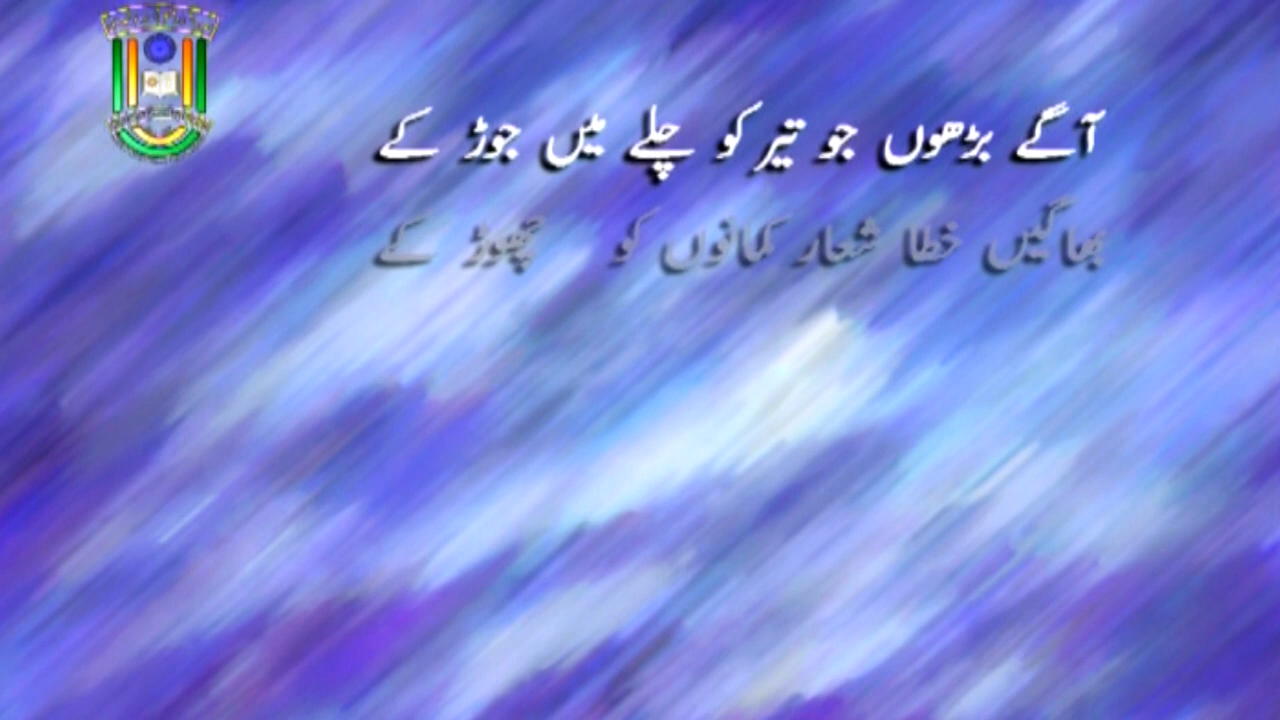 آگے بڑھوں جو تیر کو چلے میں جوڑ کے
بھاگیں خطا شعار کمانوں کو چھوڑ کے